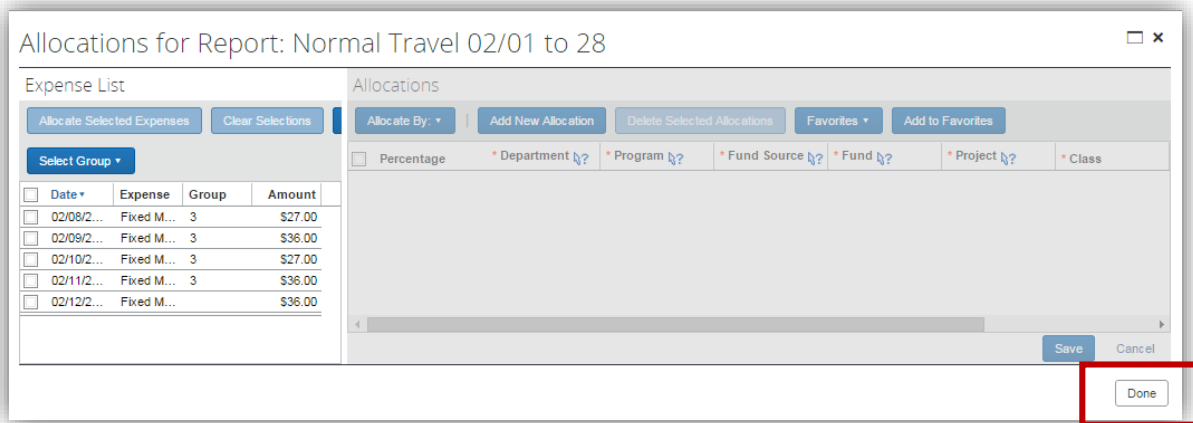 Allocations for Report: Normal Travel 02/01 to 28
Expense List
Allocate Selected Expenses Clear Selections
Select Group
Date Expense Group Amount
02/08/2... Fixed M... 3 $27.00
02/09/2... Fixed M... 3 $36.00
02/10/2... Fixed M... 3 $27.00
02/11/2... Fixed M... 3 $36.00
02/12/2... Fixed M... $36.00
Allocations
Allocate By: Add New Allocation Delete Selected Allocations Favorites Add to Favorites
Percentage * Department ? * Program ? * Fund Source ? * Fund ? * Project ? * Class
Save Cancel
Done